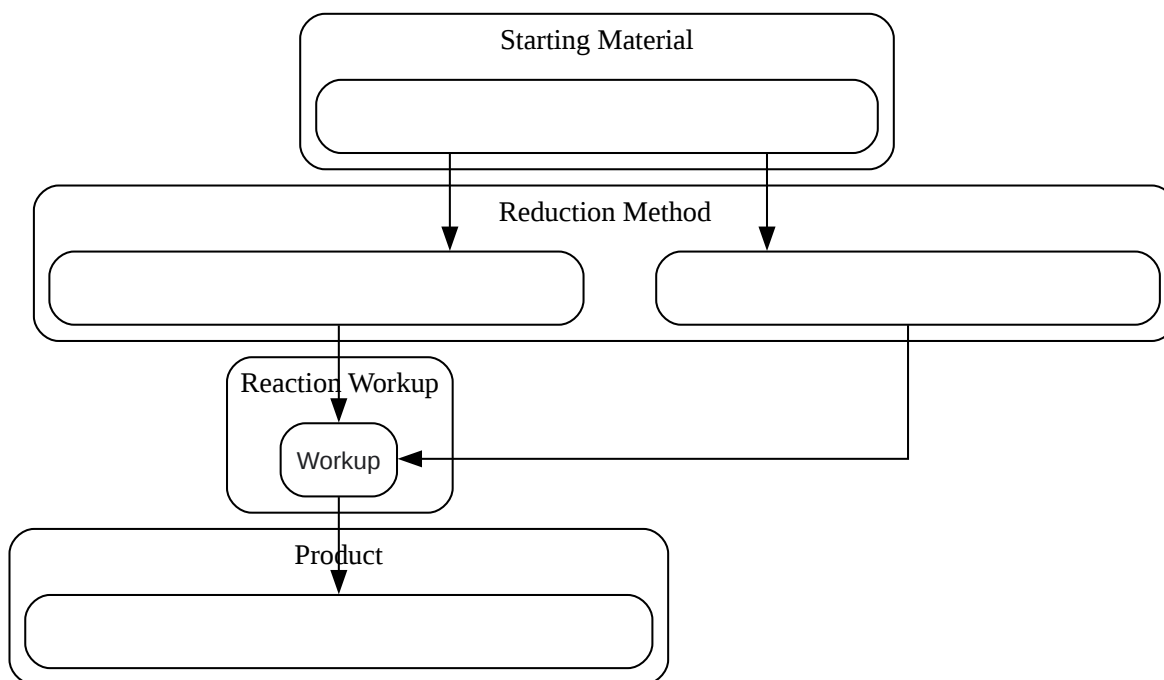 Starting Material
Reduction Method
Reaction Workup
Workup
Product